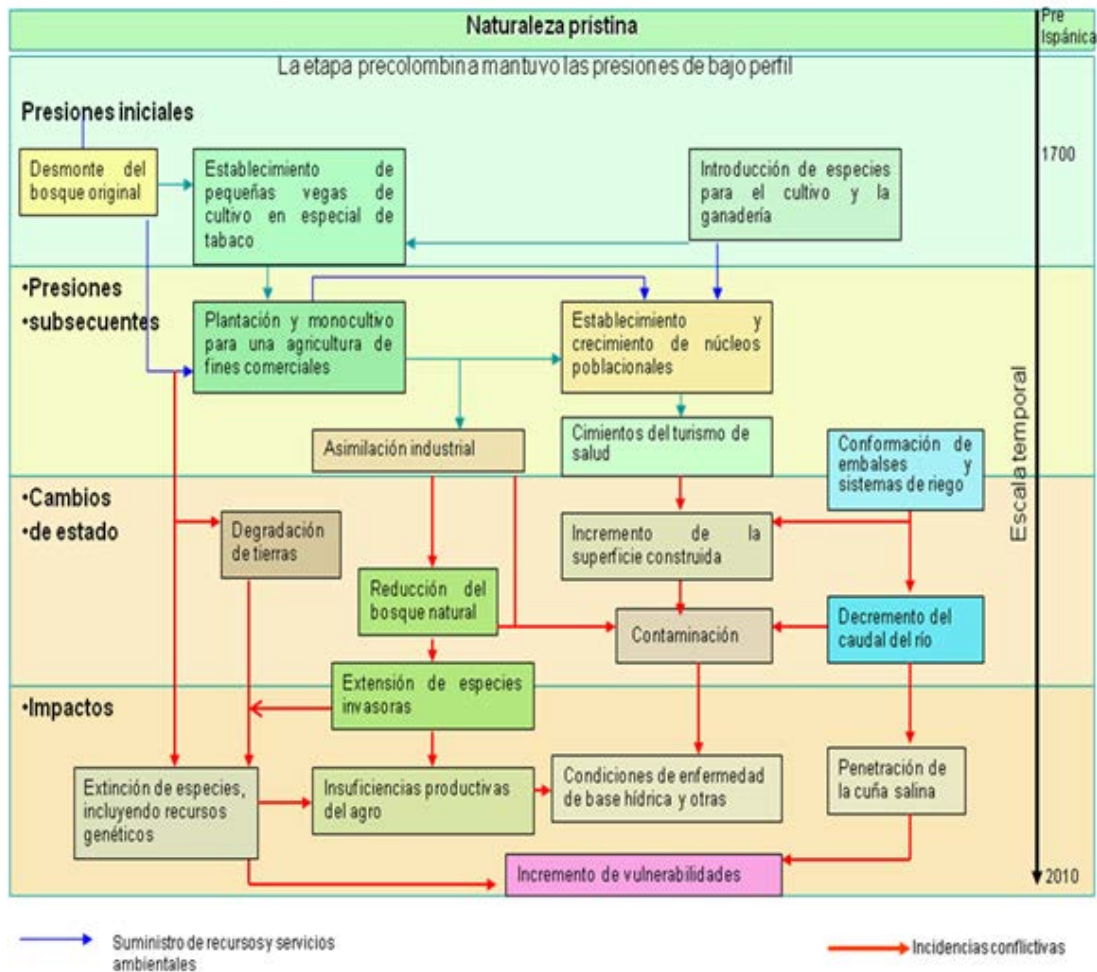 Naturaleza prístina
Pre
Ispánica
La etapa precolombina mantuvo las presiones de bajo perfil
Presiones iniciales
1700
Desmonte del
bosque original
Establecimiento de
pequeñas vegas de
cultivo en especial de
tabaco
Introducción de especies
para el cultivo y la
ganadería
•Presiones
•subsecuentes
Plantación y monocultivo
para una agricultura de
fines comerciales
Establecimiento y
crecimiento de núcleos
poblacionales
Asimilación industrial
Cimientos del turismo de
salud
Conformación de
embalses y
sistemas de riego
Escala temporal
•Cambios
•de estado
Degradación
de tierras
Incremento de la
superficie construida
Reducción del
bosque natural
Contaminación
Decremento del
caudal del río
•Impactos
Extensión de especies
invasoras
Extinción de especies,
incluyendo recursos
genéticos
Insuficiencias productivas
del agro
Condiciones de enfermedad
de base hídrica y otras
Penetración de
la cuña salina
Incremento de vulnerabilidades
2010
Suministro de recursos y servicios
ambientales
Incidencias conflictivas